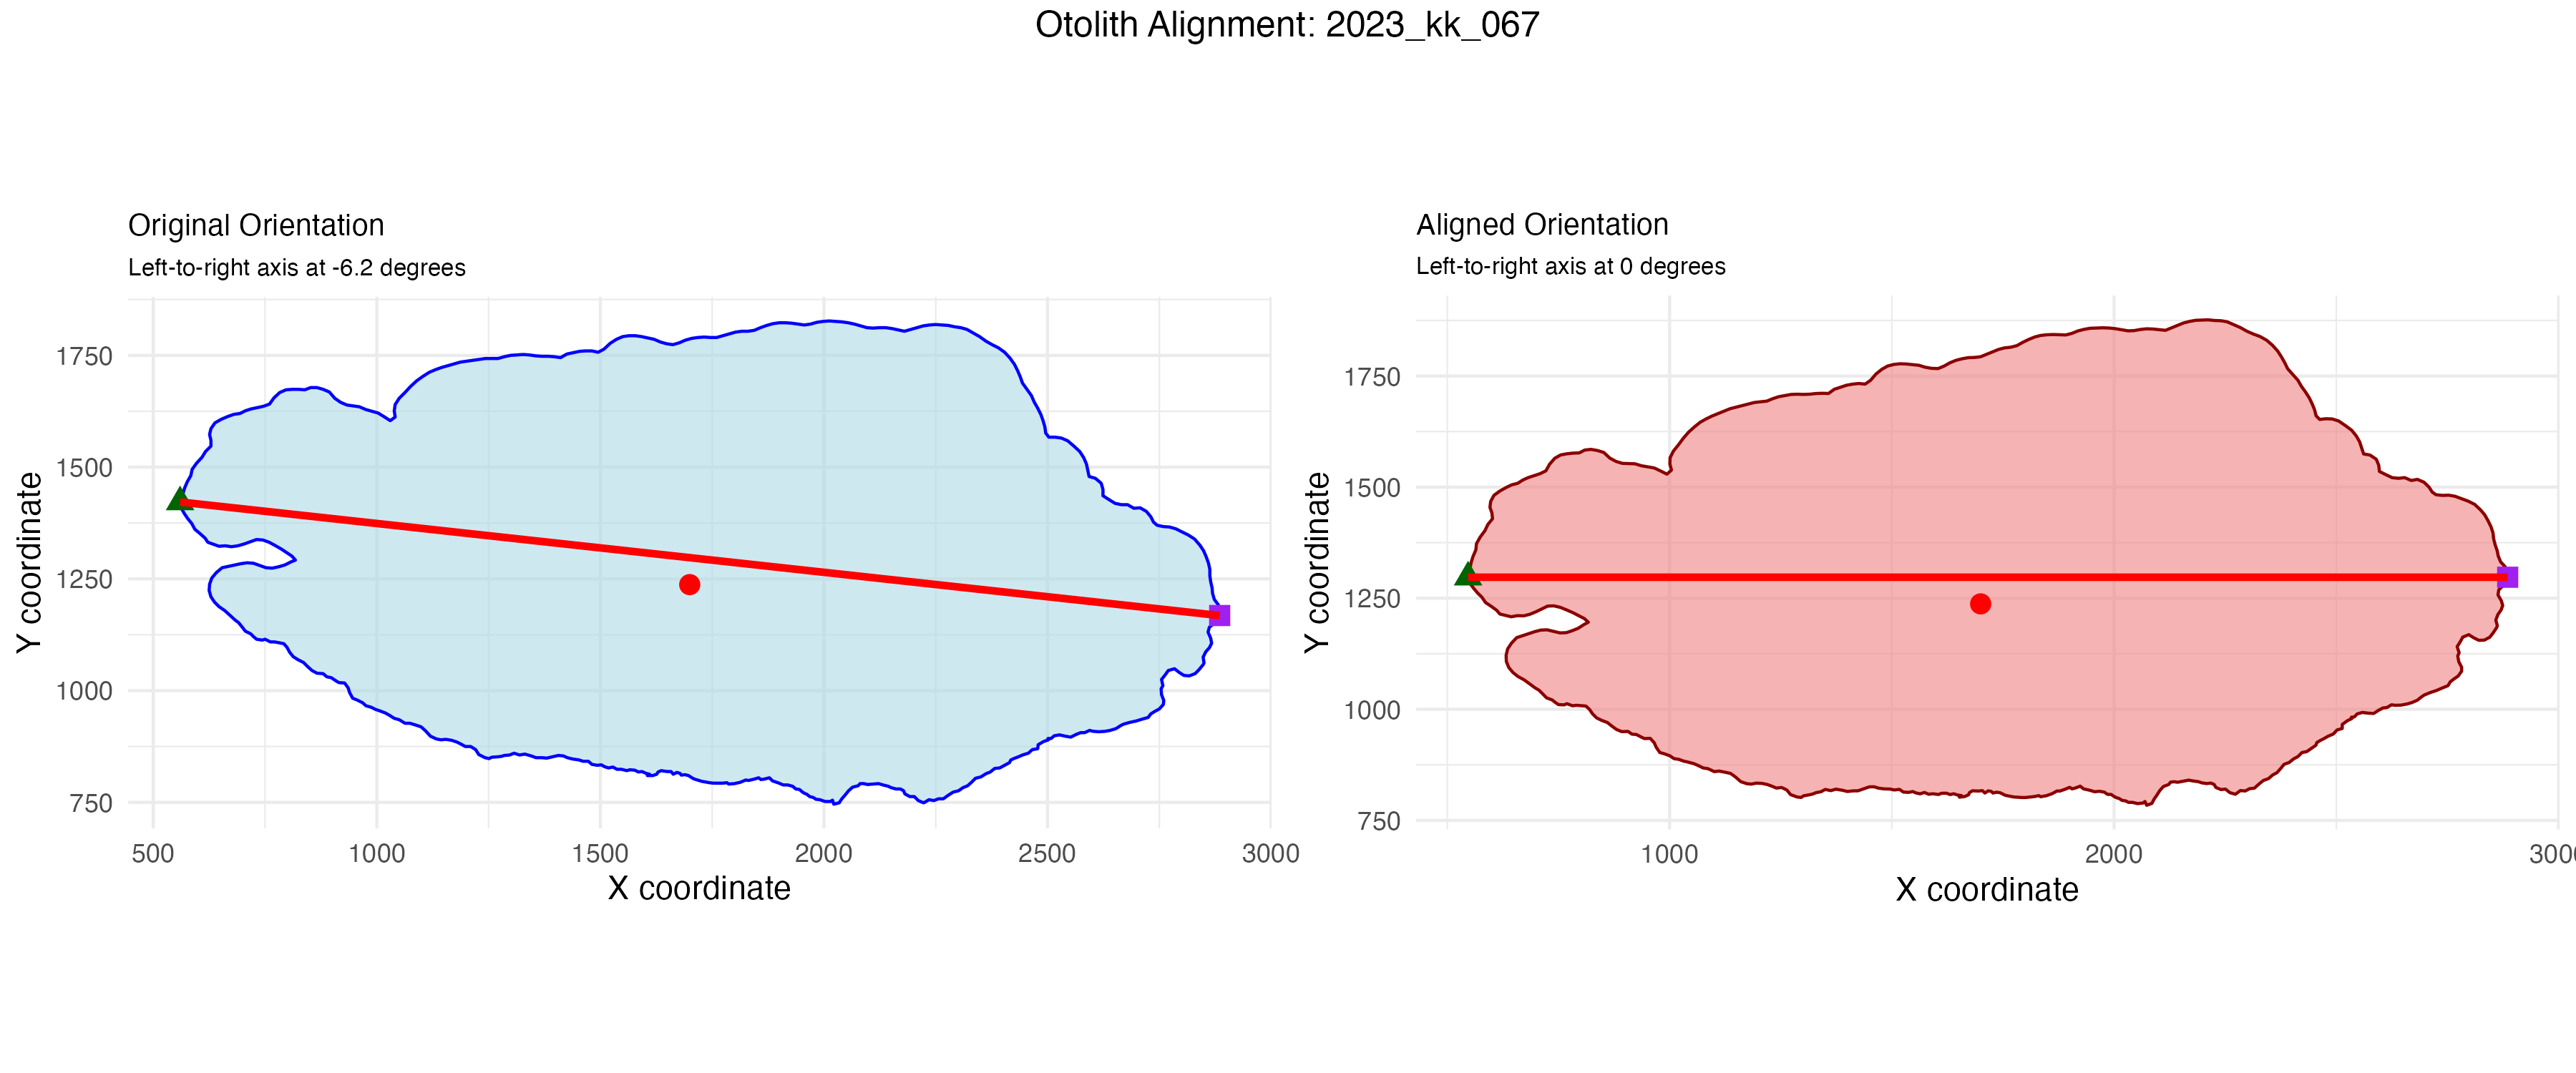 Otolith Alignment: 2023_kk_067
Original Orientation
Left-to-right axis at -6.2 degrees
Y coordinate
1750
1500
1250
1000
750
500
1000
1500
2000
2500
3000
X coordinate
Aligned Orientation
Left-to-right axis at 0 degrees
Y coordinate
1750
1500
1250
1000
750
1000
2000
300
X coordinate